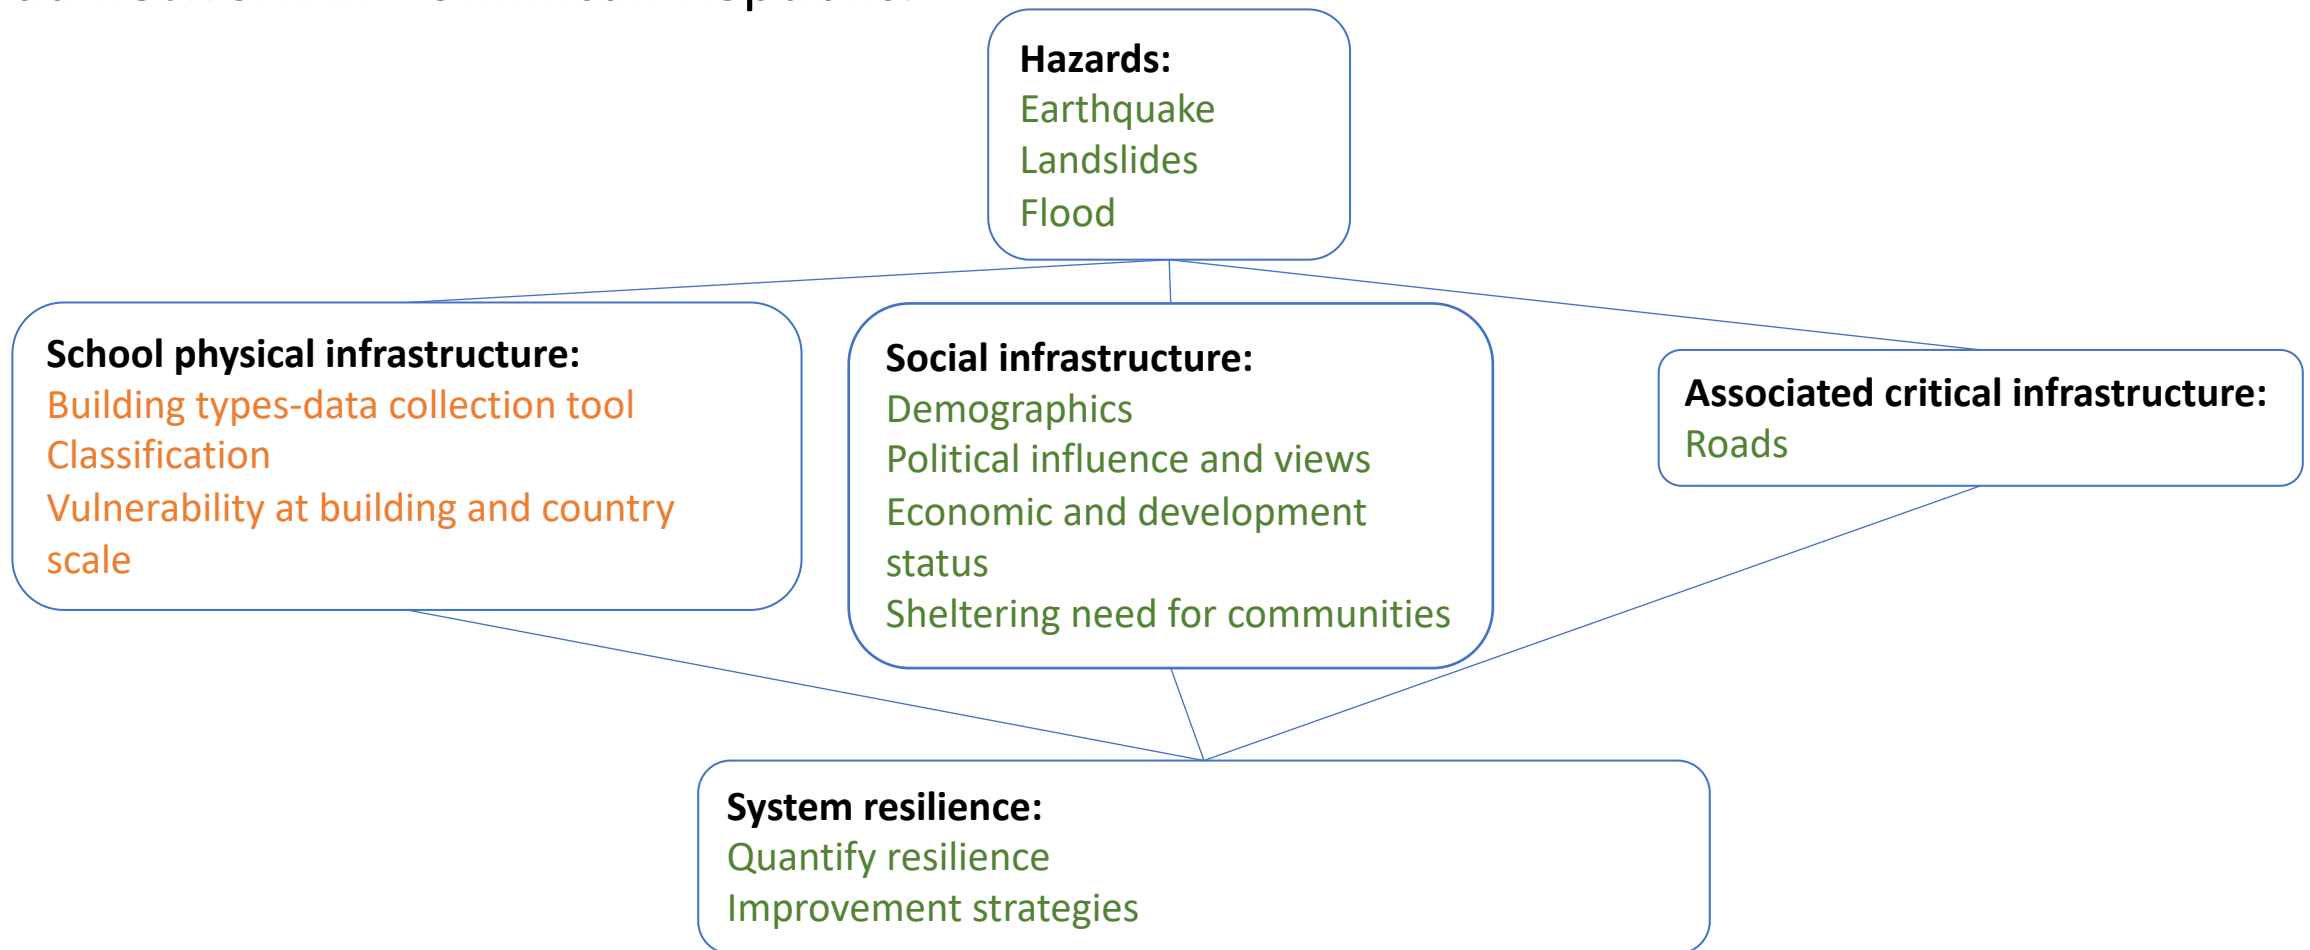 Hazards:
Earthquake
Landslides
Flood
School physical infrastructure:
Building types-data collection tool
Classification
Vulnerability at building and country
scale
Social infrastructure:
Demographics
Political influence and views
Economic and development
status
Sheltering need for communities
Associated critical infrastructure:
Roads
System resilience:
Quantify resilience
Improvement strategies